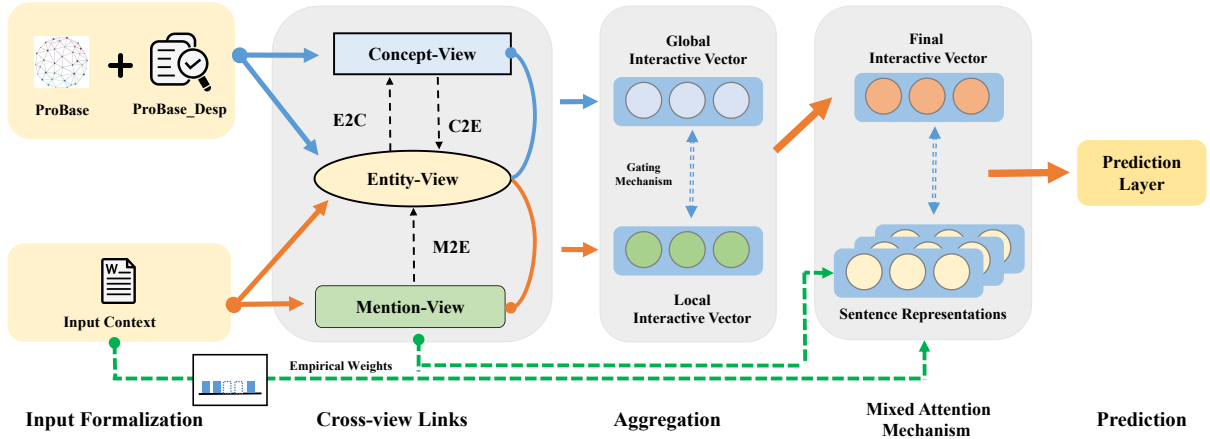 ProBase
ProBase_Desp
W
Input Context
Concept-View
E2C
C2E
Entity-View
M2E
Mention-View
Global
Interactive Vector
Gating
Mechanism
Local
Interactive Vector
Final
Interactive Vector
Sentence Representations
Prediction
Layer
Empirical Weights
Input Formalization
Cross-view Links
Aggregation
Mixed Attention
Mechanism
Prediction